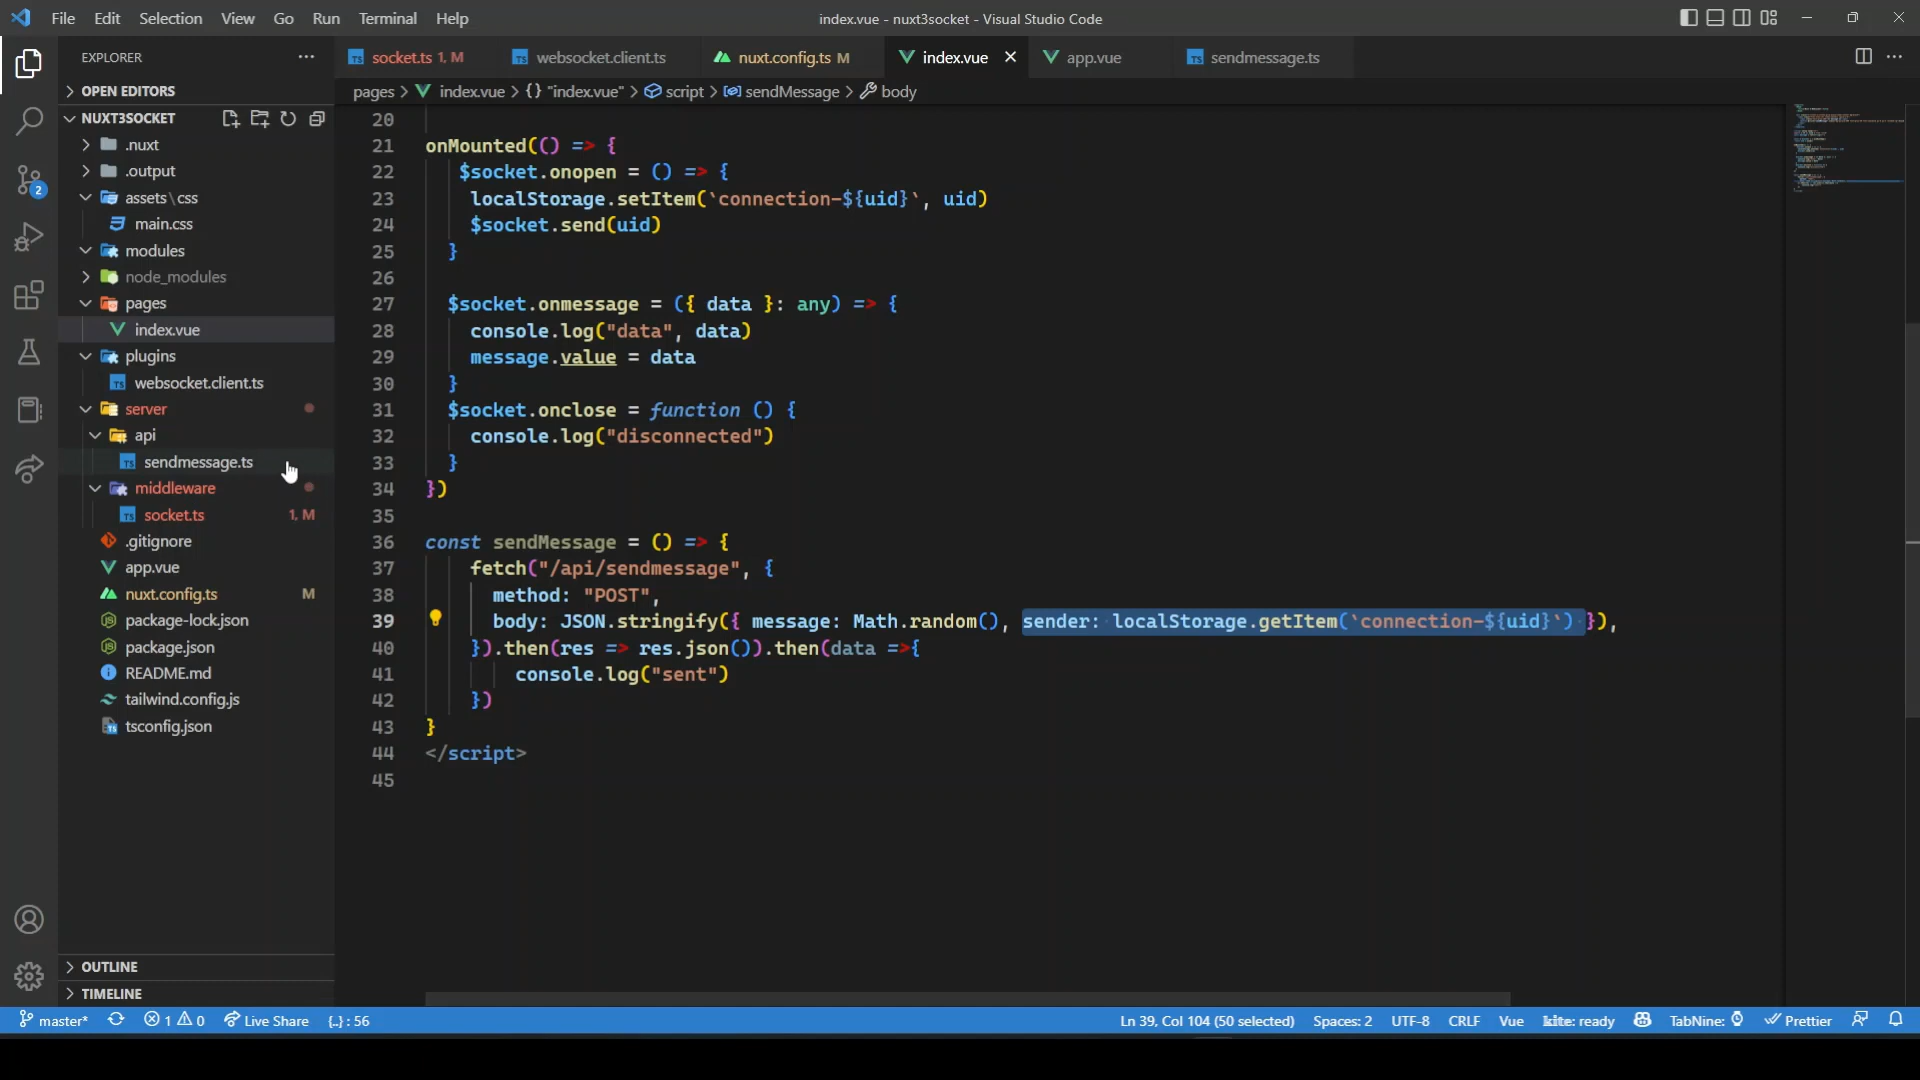 File Edit Selection View Go Run Terminal Help
index.vue - nuxt3socket - Visual Studio Code
EXPLORER
socket.ts 1, M
websocket.client.ts
nuxt.config.ts M
index.vue
app.vue
sendmessage.ts
pages > index.vue > {} "index.vue" > script > sendMessage > body
OPEN EDITORS
NUXT3SOCKET
.nuxt
.output
assets\css
main.css
modules
node_modules
pages
index.vue
plugins
websocket.client.ts
server
api
sendmessage.ts
middleware
socket.ts 1, M
.gitignore
app.vue
nuxt.config.ts M
package-lock.json
package.json
README.md
tailwind.config.js
tsconfig.json
OUTLINE
TIMELINE
20
21 onMounted(() => {
22 $socket.onopen = () => {
23 localStorage.setItem(`connection-${uid}`, uid)
24 $socket.send(uid)
25 }
26
27 $socket.onmessage = ({ data }: any) => {
28 console.log("data", data)
29 message.value = data
30 }
31 $socket.onclose = function () {
32 console.log("disconnected")
33 }
34 })
35
36 const sendMessage = () => {
37 fetch("/api/sendmessage", {
38 method: "POST",
39 body: JSON.stringify({ message: Math.random(), sender: localStorage.getItem(`connection-${uid}`) }),
40 }).then(res => res.json()).then(data =>{
41 console.log("sent")
42 })
43 }
44 </script>
45
2
master* 1 0 Live Share {..} : 56
Ln 39, Col 104 (50 selected) Spaces: 2 UTF-8 CRLF Vue kite: ready TabNine: Prettier